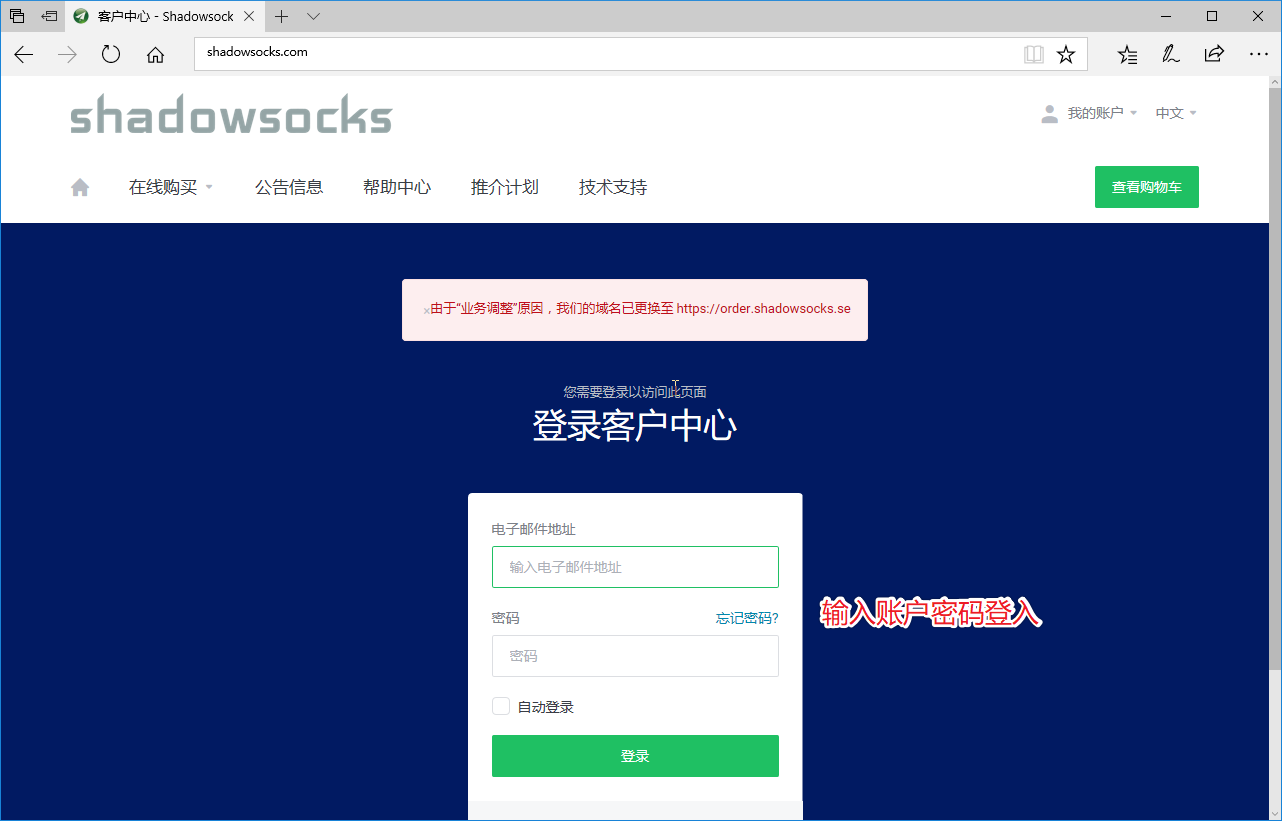 客户中心 - Shadowsock
shadowsocks.com
shadowsocks
我的账户 中文
在线购买 公告信息 帮助中心 推介计划 技术支持 查看购物车
×由于“业务调整”原因，我们的域名已更换至 https://order.shadowsocks.se
您需要登录以访问此页面
登录客户中心
电子邮件地址
输入电子邮件地址
密码 忘记密码?
输入账户密码登入
密码
自动登录
登录